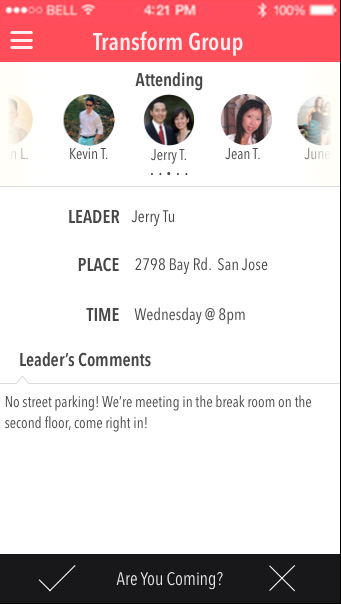 BELL 4:21 PM 100%
Transform Group
Attending
n L. Kevin T. Jerry T. Jean T. June
LEADER Jerry Tu
PLACE 2798 Bay Rd. San Jose
TIME Wednesday @ 8pm
Leader's Comments
No street parking! We're meeting in the break room on the
second floor, come right in!
Are You Coming?